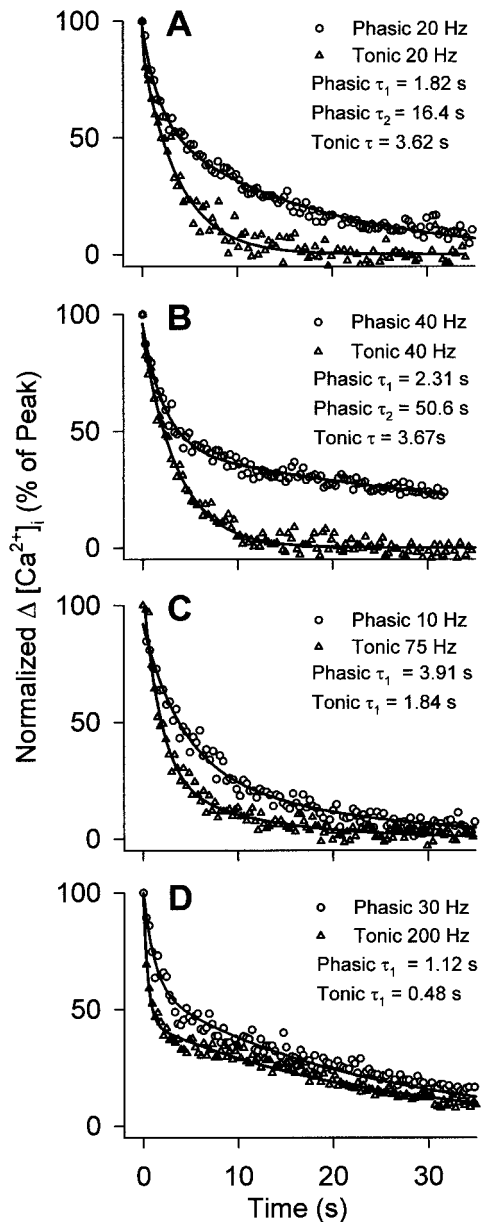 Normalized Δ [Ca²⁺]ᵢ (% of Peak)
A
○ Phasic 20 Hz
△ Tonic 20 Hz
Phasic τ₁ = 1.82 s
Phasic τ₂ = 16.4 s
Tonic τ = 3.62 s
100
50
0
B
○ Phasic 40 Hz
△ Tonic 40 Hz
Phasic τ₁ = 2.31 s
Phasic τ₂ = 50.6 s
Tonic τ = 3.67s
100
50
0
C
○ Phasic 10 Hz
△ Tonic 75 Hz
Phasic τ₁ = 3.91 s
Tonic τ₁ = 1.84 s
100
50
0
D
○ Phasic 30 Hz
△ Tonic 200 Hz
Phasic τ₁ = 1.12 s
Tonic τ₁ = 0.48 s
100
50
0
0 10 20 30
Time (s)